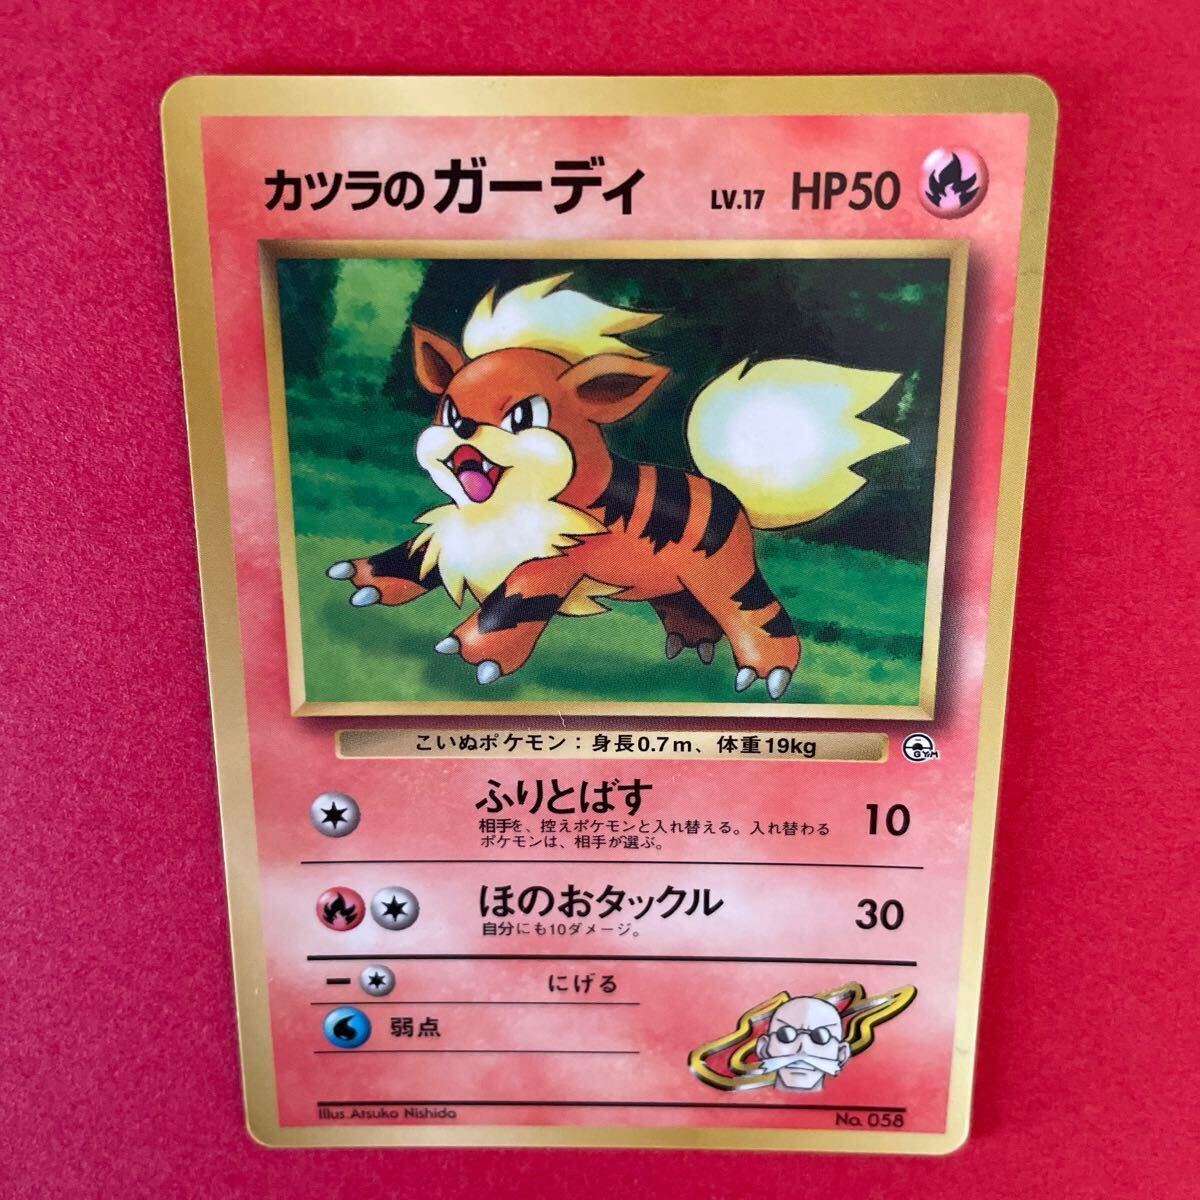 カツラのガーディ LV.17 HP50
こいぬポケモン：身長0.7m、体重19kg
GYM
ふりとばす 10
相手を、控えポケモンと入れ替える。入れ替わる
ポケモンは、相手が選ぶ。
ほのおタックル 30
自分にも10ダメージ。
ー にげる
弱点
Illus. Atsuko Nishida
No. 058